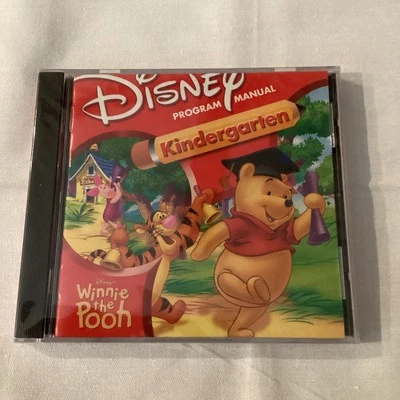 DISNEY
PROGRAM MANUAL
Kindergarten
Disney's
Winnie
the
Pooh